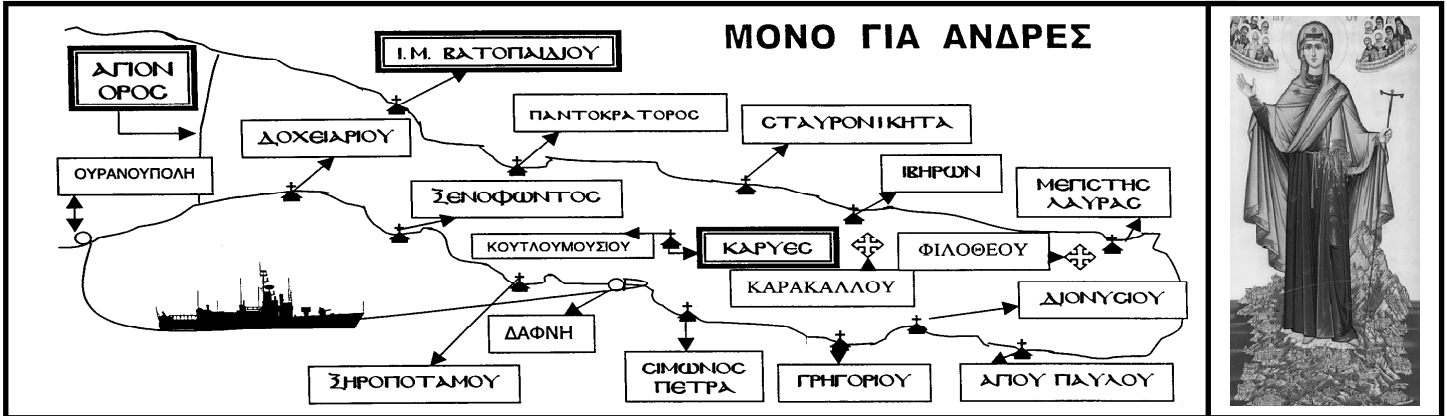 ΜΟΝΟ ΓΙΑ ΑΝΔΡΕΣ
Ι.Μ. ΒΑΤΟΠΑΙΔΙΟΥ
ΑΓΙΟΝ
ΟΡΟΣ
ΠΑΝΤΟΚΡΑΤΟΡΟΣ
ΣΤΑΥΡΟΝΙΚΗΤΑ
ΔΟΧΕΙΑΡΙΟΥ
ΟΥΡΑΝΟΥΠΟΛΗ
ΙΒΗΡΩΝ
ΜΕΓΙΣΤΗΣ
ΛΑΥΡΑΣ
ΞΕΝΟΦΩΝΤΟΣ
ΚΟΥΤΛΟΥΜΟΥΣΙΟΥ
ΚΑΡΥΕΣ
ΦΙΛΟΘΕΟΥ
ΚΑΡΑΚΑΛΛΟΥ
ΔΙΟΝΥΣΙΟΥ
ΔΑΦΝΗ
ΞΗΡΟΠΟΤΑΜΟΥ
ΣΙΜΩΝΟΣ
ΠΕΤΡΑ
ΓΡΗΓΟΡΙΟΥ
ΑΓΙΟΥ ΠΑΥΛΟΥ